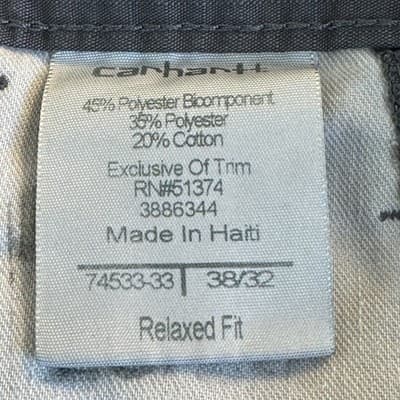 carhartt
45% Polyester Bicomponent
35% Polyester
20% Cotton
Exclusive Of Trim
RN#51374
3886344
Made In Haiti
74533-33 | 38/32
Relaxed Fit